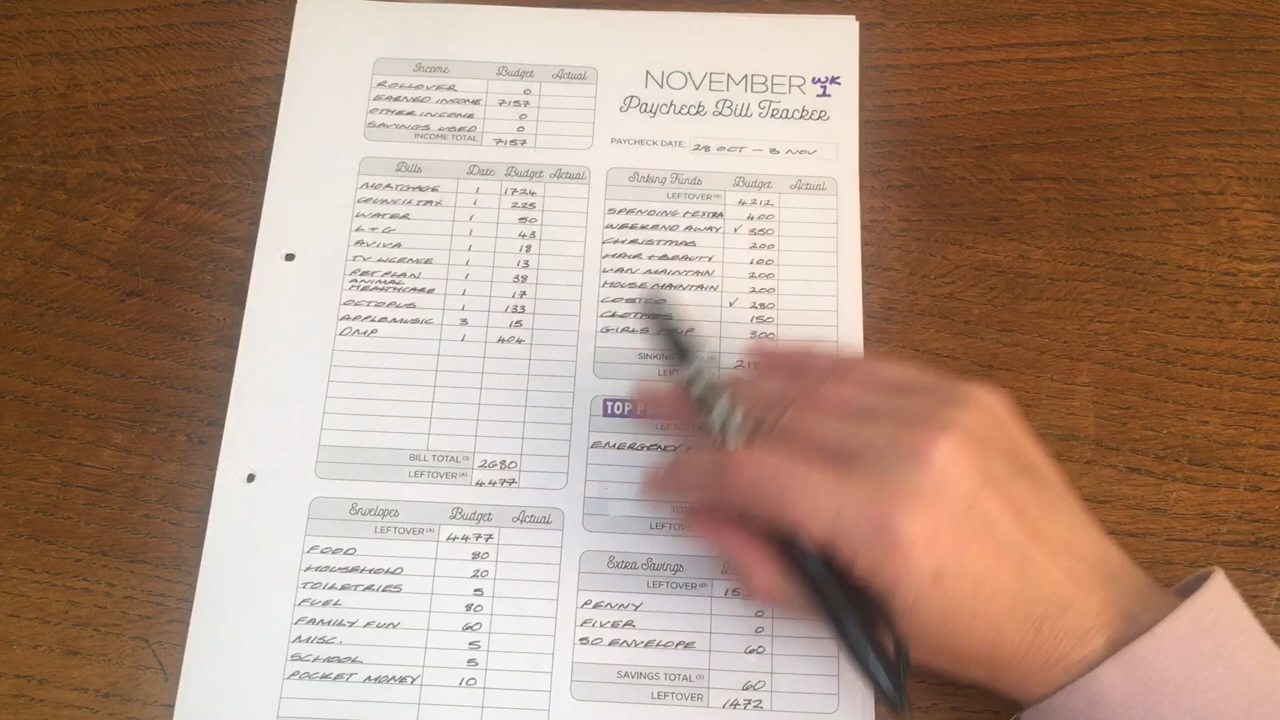 NOVEMBER WK 1
Paycheck Bill Tracker
PAYCHECK DATE: 28 OCT - 3 NOV
Income Budget Actual
ROLLOVER 0
EARNED INCOME 7157
OTHER INCOME 0
SAVINGS USED 0
INCOME TOTAL 7157
Bills Date Budget Actual
MORTGAGE 1 1724
COUNCIL TAX 1 225
WATER 1 50
L+G 1 43
AVIVA 1 18
TV LICENCE 1 13
PETPLAN 1 38
ANIMAL HEALTHCARE 1 17
OCTOPUS 1 133
APPLE MUSIC 3 15
DMP 1 404
BILL TOTAL 2680
LEFTOVER (A) 4477
Envelopes Budget Actual
LEFTOVER (A) 4477
FOOD 80
HOUSEHOLD 20
TOILETRIES 5
FUEL 80
FAMILY FUN 60
MISC. 5
SCHOOL 5
POCKET MONEY 10
Sinking Funds Budget Actual
LEFTOVER 4212
SPENDING + EXTRA 400
WEEKEND AWAY ✓ 350
CHRISTMAS 200
HAIR + BEAUTY 100
VAN MAINTAIN 200
HOUSE MAINTAIN 200
COSTCO ✓ 280
CLOTHES 150
GIRLS 300
SINKING
TOP
EMERGENCY
LEFTOVER
Extra Savings
LEFTOVER
PENNY 0
FIVER 0
50 ENVELOPE 60
SAVINGS TOTAL 60
LEFTOVER 1472